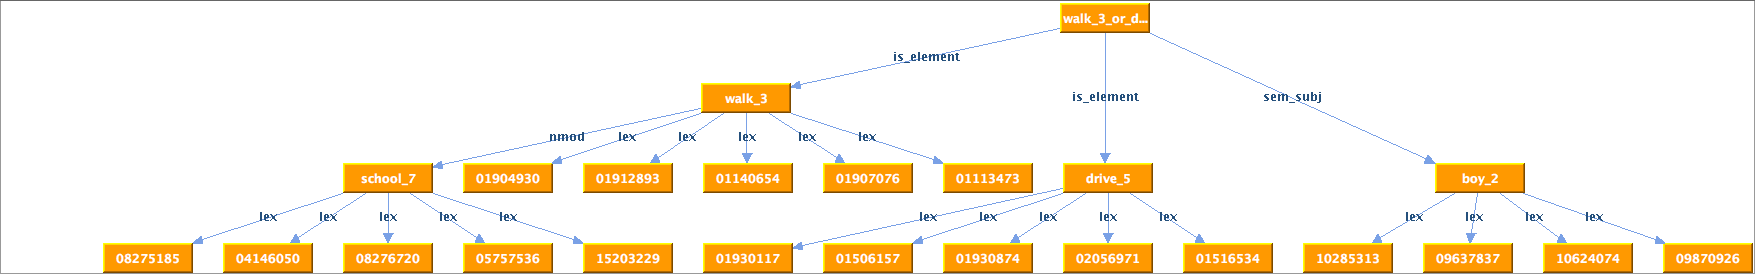 walk_3_or_d...
is_element
walk_3
is_element
sem_subj
nmod
lex
lex
lex
lex
lex
school_7
01904930
01912893
01140654
01907076
01113473
drive_5
boy_2
lex
lex
lex
lex
lex
lex
lex
lex
lex
lex
lex
lex
lex
lex
08275185
04146050
08276720
05757536
15203229
01930117
01506157
01930874
02056971
01516534
10285313
09637837
10624074
09870926